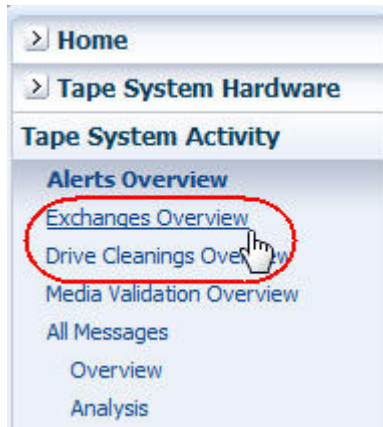 Home
Tape System Hardware
Tape System Activity
Alerts Overview
Exchanges Overview
Drive Cleanings Overview
Media Validation Overview
All Messages
Overview
Analysis